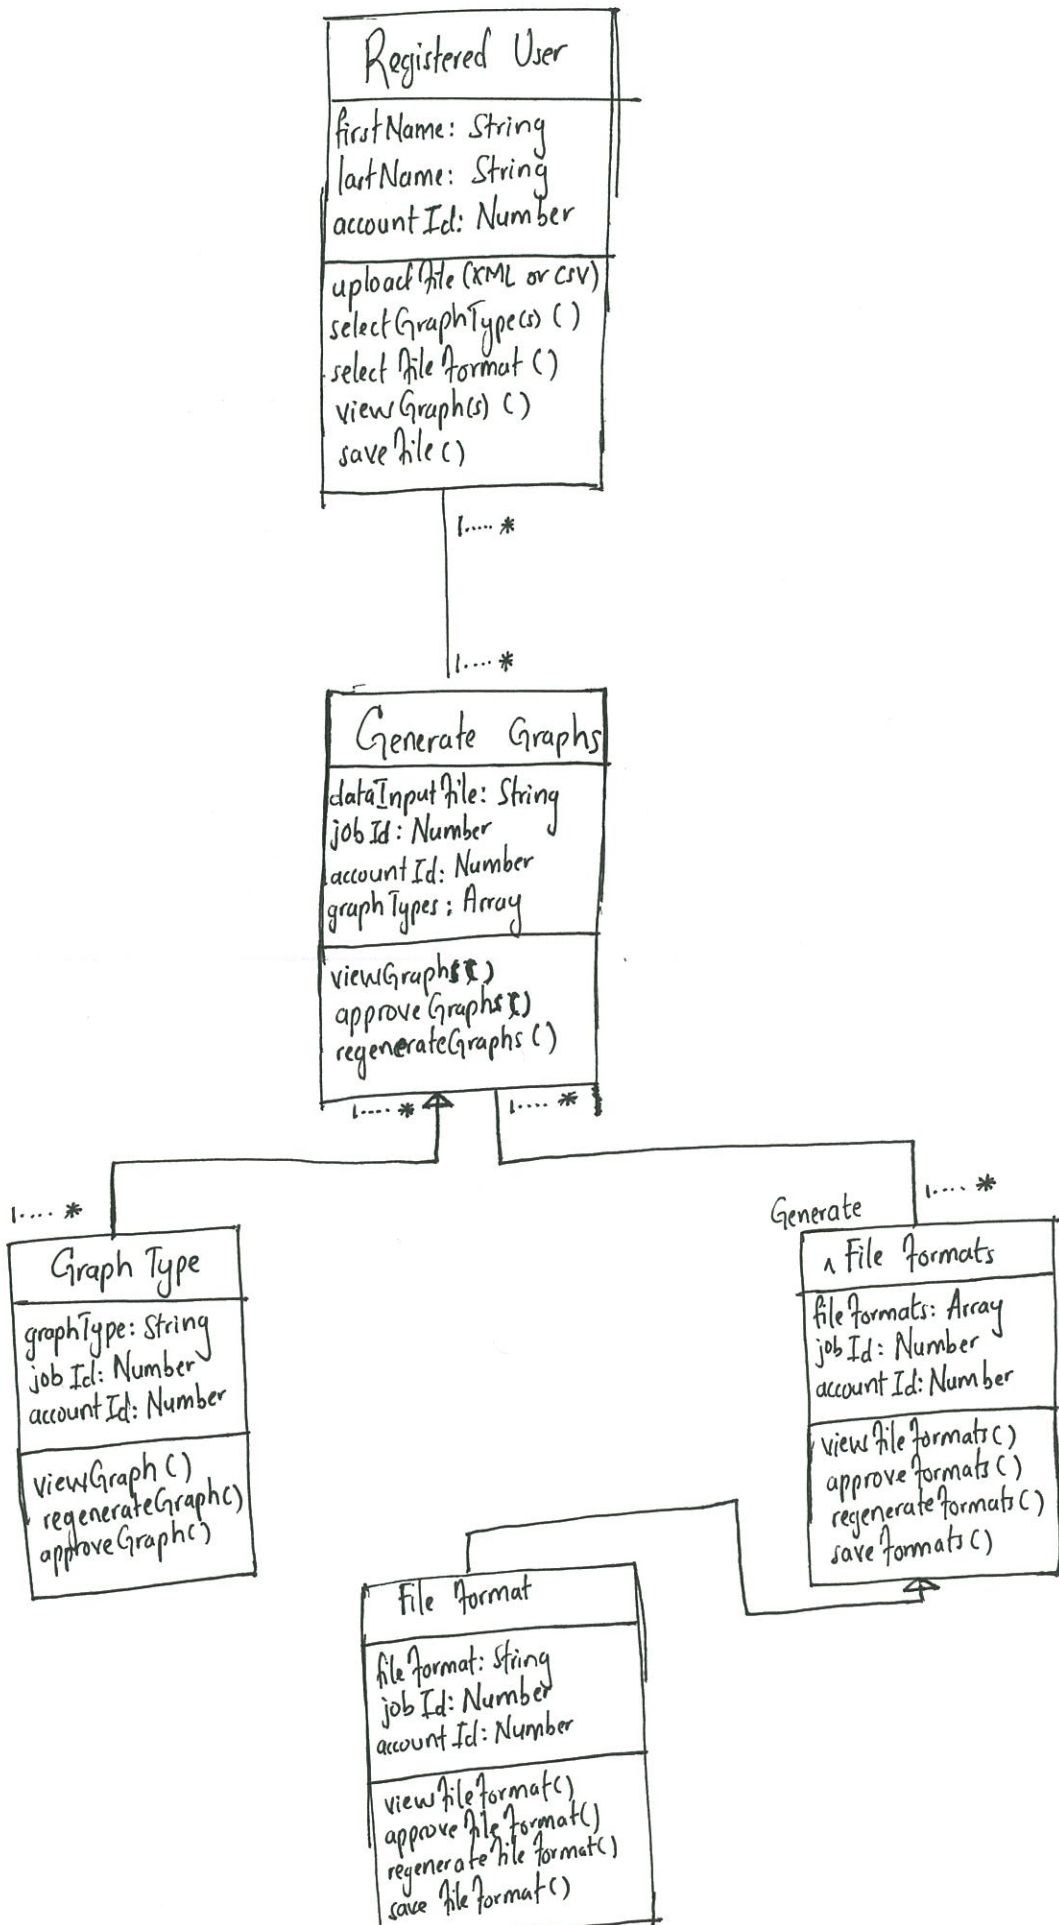 Registered User
firstName: String
lastName: String
accountId: Number
uploadFile (XML or CSV)
selectGraphType(s) ()
selectFileFormat ()
viewGraph(s) ()
saveFile ()
1.....*
1.....*
Generate Graphs
dataInputFile: String
jobId: Number
accountId: Number
graphTypes: Array
viewGraphs()
approveGraphs()
regenerateGraphs ()
1.....*
1.....*
1.....*
Graph Type
graphType: String
jobId: Number
accountId: Number
viewGraph ()
regenerateGraph()
approveGraph()
1.....*
Generate
^ File Formats
fileFormats: Array
jobId: Number
accountId: Number
viewFileFormats()
approveFormats()
regenerateFormats()
saveFormats()
File Format
fileFormat: String
jobId: Number
accountId: Number
viewFileFormat()
approveFileFormat()
regenerateFileFormat()
saveFileFormat()